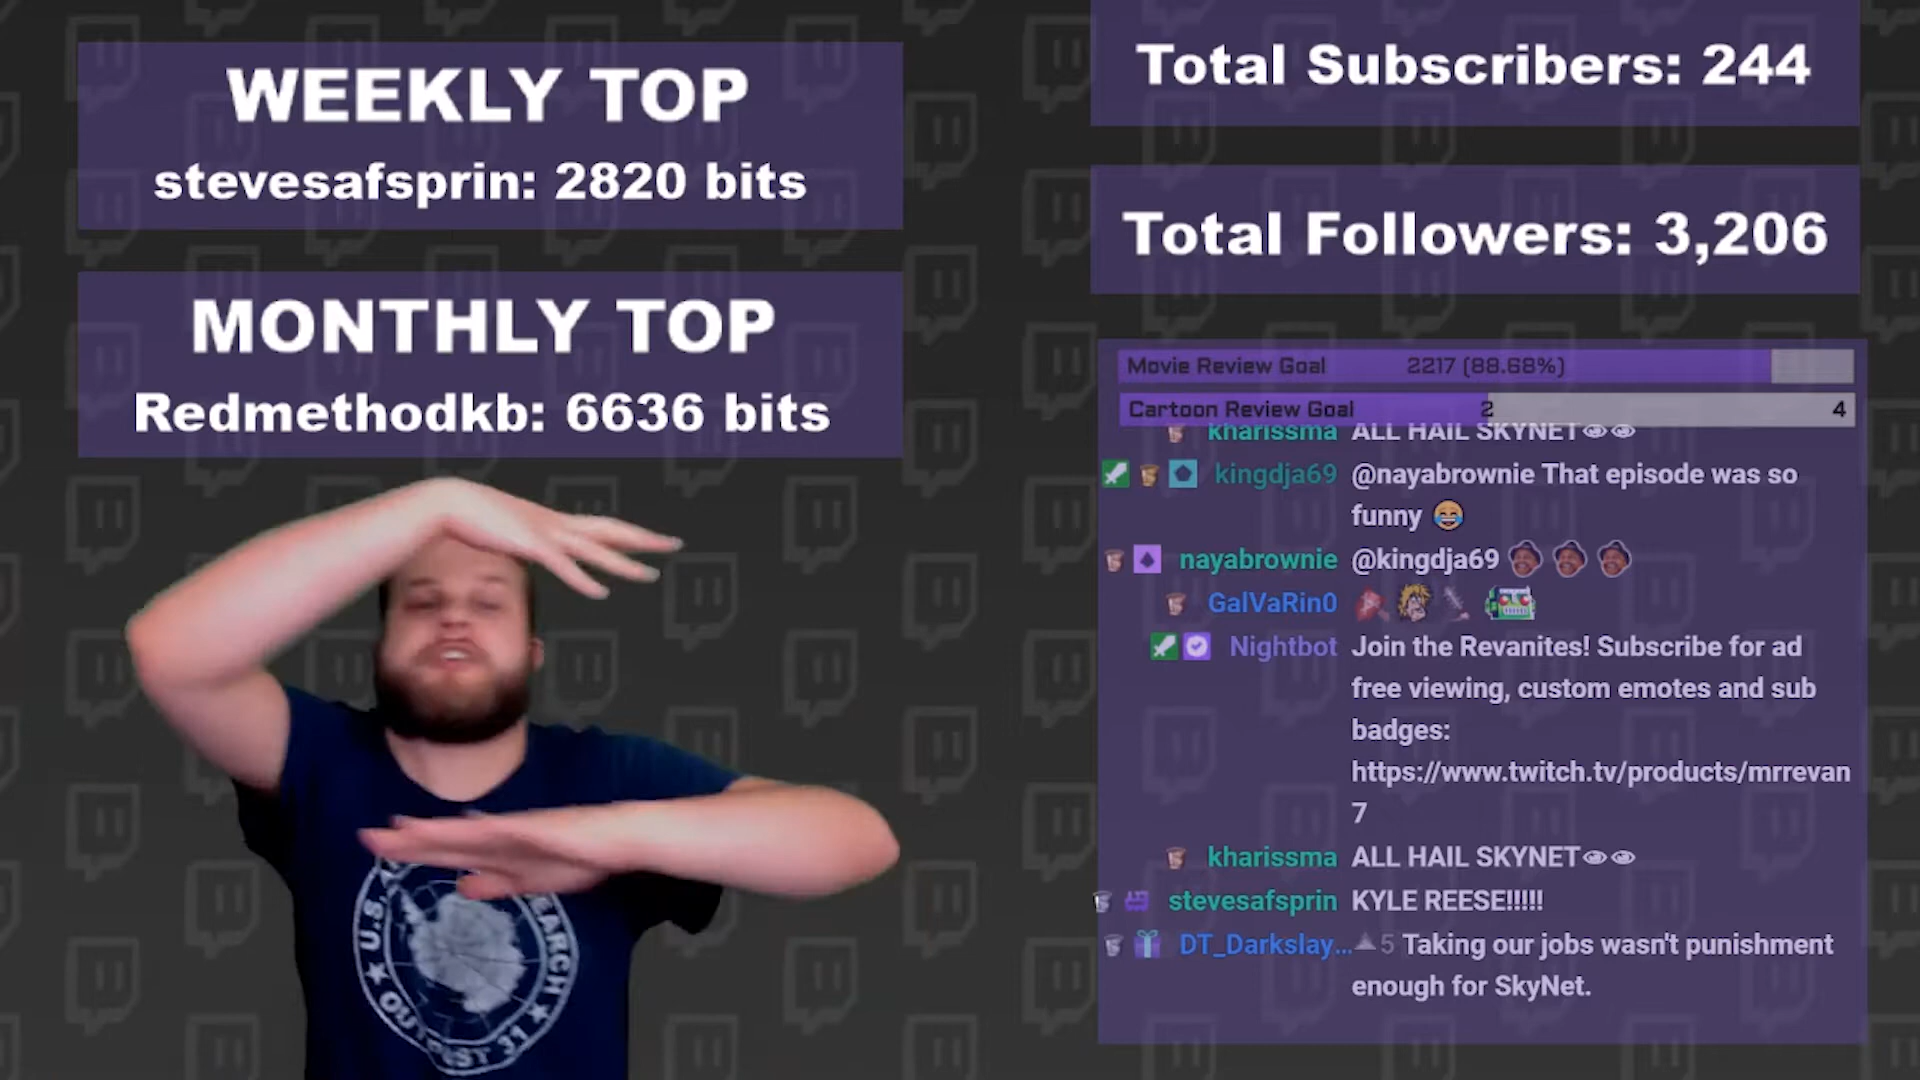 WEEKLY TOP
stevesafsprin: 2820 bits
MONTHLY TOP
Redmethodkb: 6636 bits
Total Subscribers: 244
Total Followers: 3,206
Movie Review Goal 2217 (88.68%)
Cartoon Review Goal 2 4
kharissma ALL HAIL SKYNET👁👁
kingdja69 @nayabrownie That episode was so
funny 😂
nayabrownie @kingdja69
GalVaRin0
Nightbot Join the Revanites! Subscribe for ad
free viewing, custom emotes and sub
badges:
https://www.twitch.tv/products/mrrevan
7
kharissma ALL HAIL SKYNET👁👁
stevesafsprin KYLE REESE!!!!!
DT_Darkslay... 5 Taking our jobs wasn't punishment
enough for SkyNet.
U.S.
ARCH
31